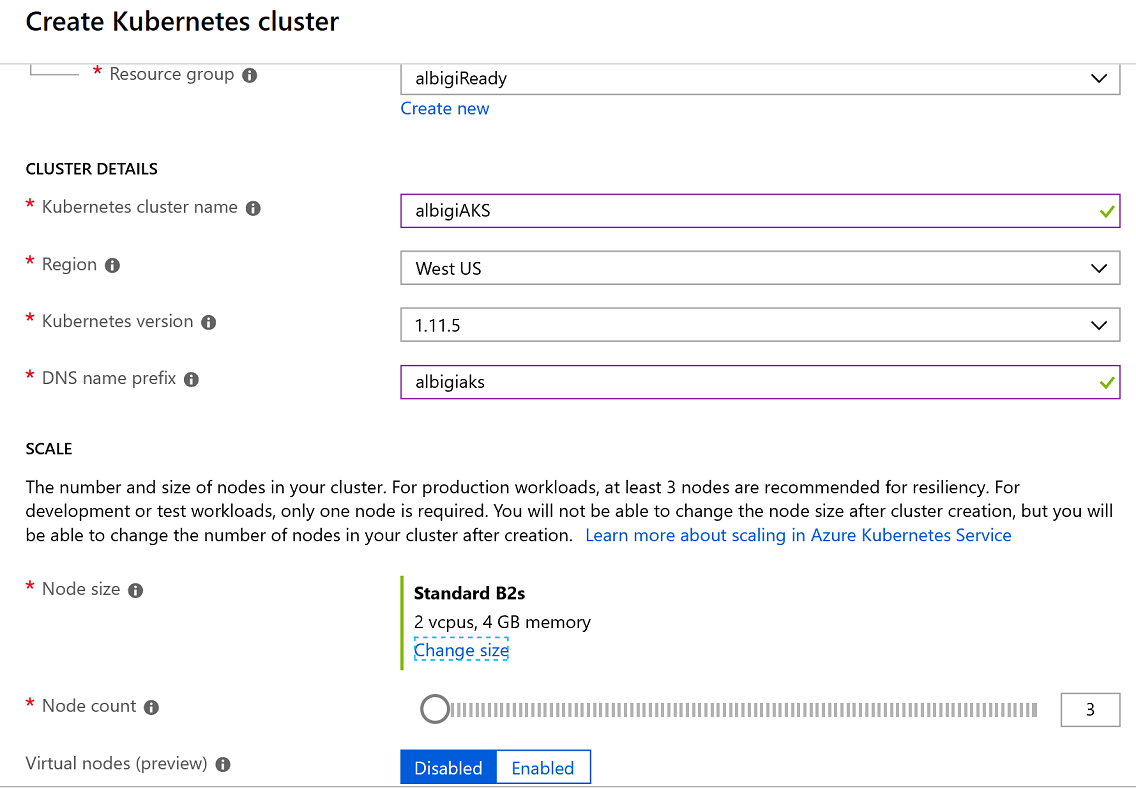 Create Kubernetes cluster
* Resource group
albigiReady
Create new
CLUSTER DETAILS
* Kubernetes cluster name
albigiAKS
* Region
West US
* Kubernetes version
1.11.5
* DNS name prefix
albigiaks
SCALE
The number and size of nodes in your cluster. For production workloads, at least 3 nodes are recommended for resiliency. For
development or test workloads, only one node is required. You will not be able to change the node size after cluster creation, but you will
be able to change the number of nodes in your cluster after creation. Learn more about scaling in Azure Kubernetes Service
* Node size
Standard B2s
2 vcpus, 4 GB memory
Change size
* Node count
3
Virtual nodes (preview)
Disabled Enabled